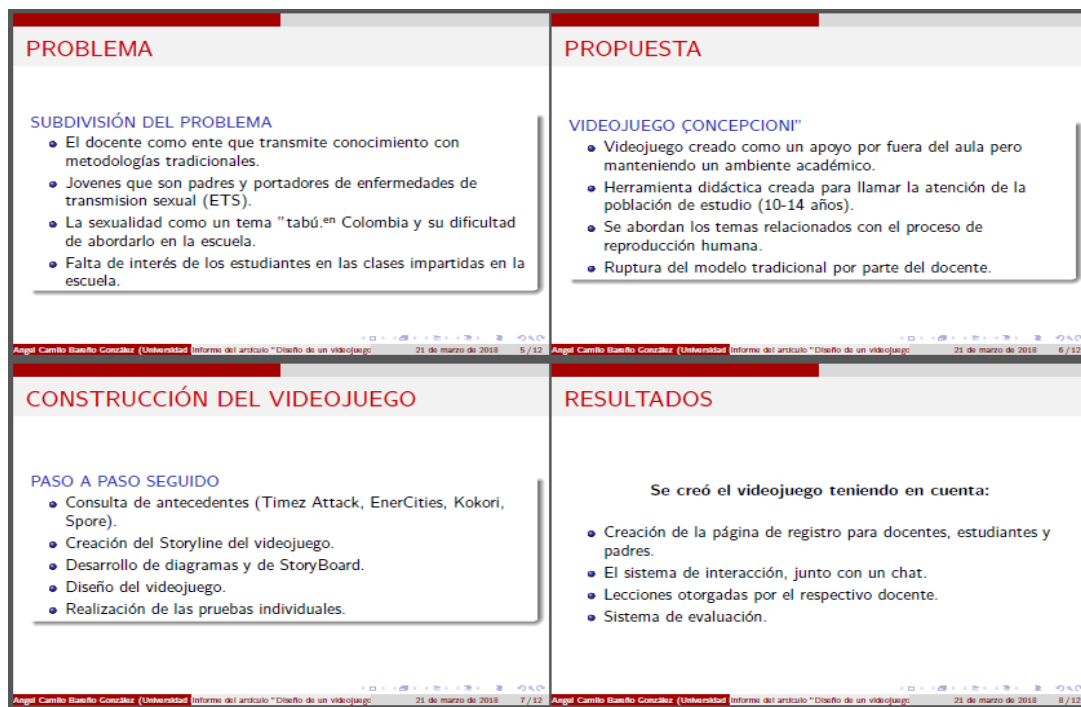 PROBLEMA
SUBDIVISIÓN DEL PROBLEMA
El docente como ente que transmite conocimiento con
metodologías tradicionales.
Jovenes que son padres y portadores de enfermedades de
transmision sexual (ETS).
La sexualidad como un tema "tabú.en Colombia y su dificultad
de abordarlo en la escuela.
Falta de interés de los estudiantes en las clases impartidas en la
escuela.
Angel Camilo Bareño González (Universidad Informe del artículo "Diseño de un videojuego 21 de marzo de 2018 5/12
PROPUESTA
VIDEOJUEGO ÇONCEPCIONI"
Videojuego creado como un apoyo por fuera del aula pero
manteniendo un ambiente académico.
Herramienta didáctica creada para llamar la atención de la
población de estudio (10-14 años).
Se abordan los temas relacionados con el proceso de
reproducción humana.
Ruptura del modelo tradicional por parte del docente.
Angel Camilo Bareño González (Universidad Informe del artículo "Diseño de un videojuego 21 de marzo de 2018 6/12
CONSTRUCCIÓN DEL VIDEOJUEGO
PASO A PASO SEGUIDO
Consulta de antecedentes (Timez Attack, EnerCities, Kokori,
Spore).
Creación del Storyline del videojuego.
Desarrollo de diagramas y de StoryBoard.
Diseño del videojuego.
Realización de las pruebas individuales.
Angel Camilo Bareño González (Universidad Informe del artículo "Diseño de un videojuego 21 de marzo de 2018 7/12
RESULTADOS
Se creó el videojuego teniendo en cuenta:
Creación de la página de registro para docentes, estudiantes y
padres.
El sistema de interacción, junto con un chat.
Lecciones otorgadas por el respectivo docente.
Sistema de evaluación.
Angel Camilo Bareño González (Universidad Informe del artículo "Diseño de un videojuego 21 de marzo de 2018 8/12